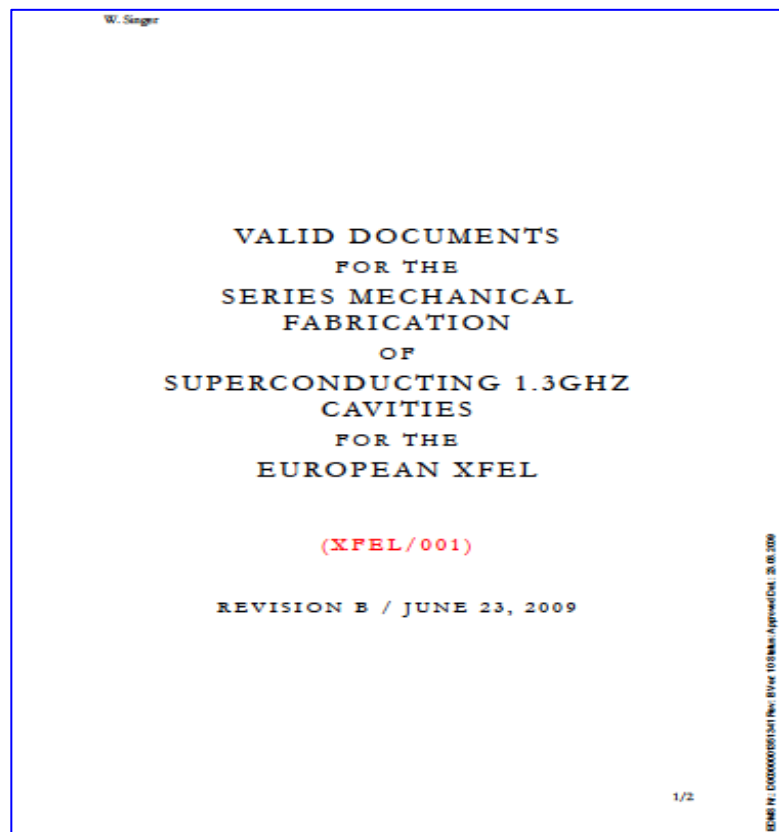 W. Singer
VALID DOCUMENTS
FOR THE
SERIES MECHANICAL
FABRICATION
OF
SUPERCONDUCTING 1.3GHZ
CAVITIES
FOR THE
EUROPEAN XFEL
(XFEL/001)
REVISION B / JUNE 23, 2009
1/2